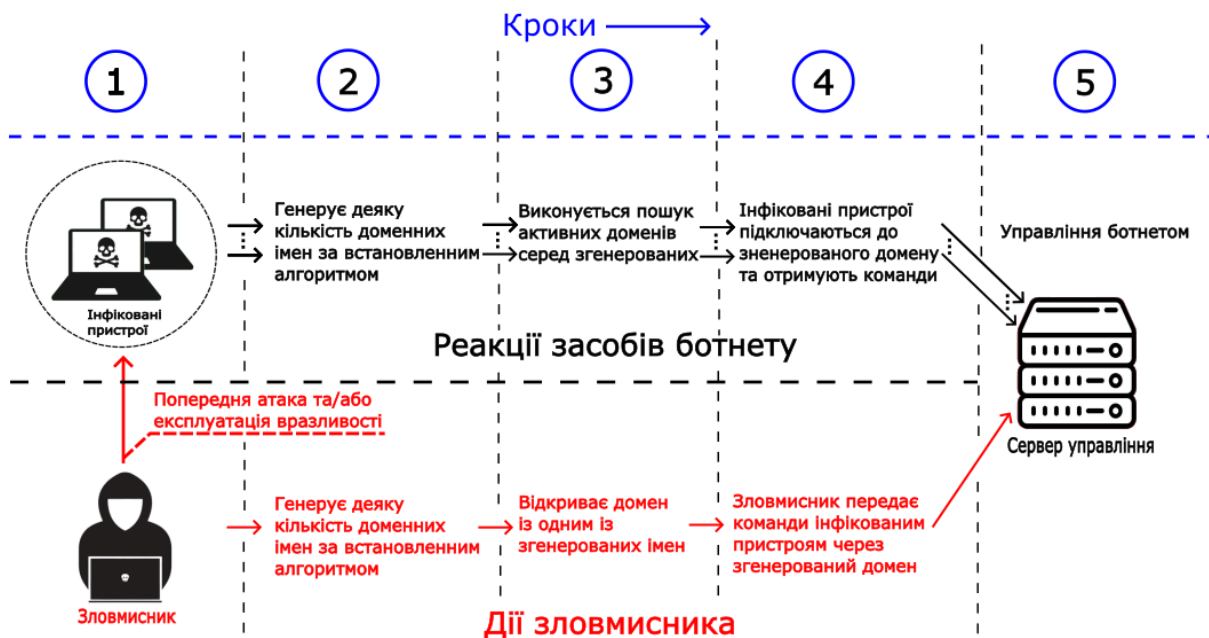 Кроки
1
2
3
4
5
Генерує деяку
кількість доменних
імен за встановленним
алгоритмом
Виконується пошук
активних доменів
серед згенерованих
Інфіковані пристрої
підключаються до
зненерованого домену
та отримують команди
Управління ботнетом
Інфіковані
пристрої
Реакції засобів ботнету
Попередня атака та/або
експлуатація вразливості
Сервер управління
Генерує деяку
кількість доменних
імен за встановленним
алгоритмом
Відкриває домен
із одним із
згенерованих імен
Зловмисник передає
команди інфікованим
пристроям через
згенерований домен
Зловмисник
Дії зловмисника